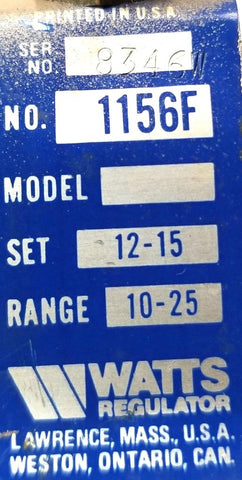 PRINTED IN U.S.A.
SER
NO 83461
NO. 1156F
MODEL
SET 12-15
RANGE 10-25
WATTS
REGULATOR
LAWRENCE, MASS., U.S.A.
WESTON, ONTARIO, CAN.